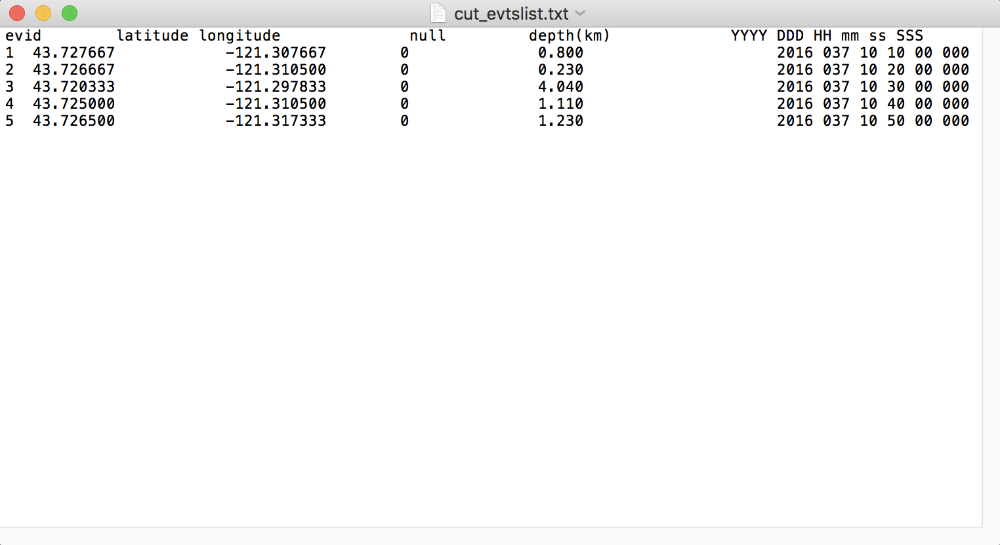 cut_evtslist.txt
evid latitude longitude null depth(km) YYYY DDD HH mm ss SSS
1 43.727667 -121.307667 0 0.800 2016 037 10 10 00 000
2 43.726667 -121.310500 0 0.230 2016 037 10 20 00 000
3 43.720333 -121.297833 0 4.040 2016 037 10 30 00 000
4 43.725000 -121.310500 0 1.110 2016 037 10 40 00 000
5 43.726500 -121.317333 0 1.230 2016 037 10 50 00 000